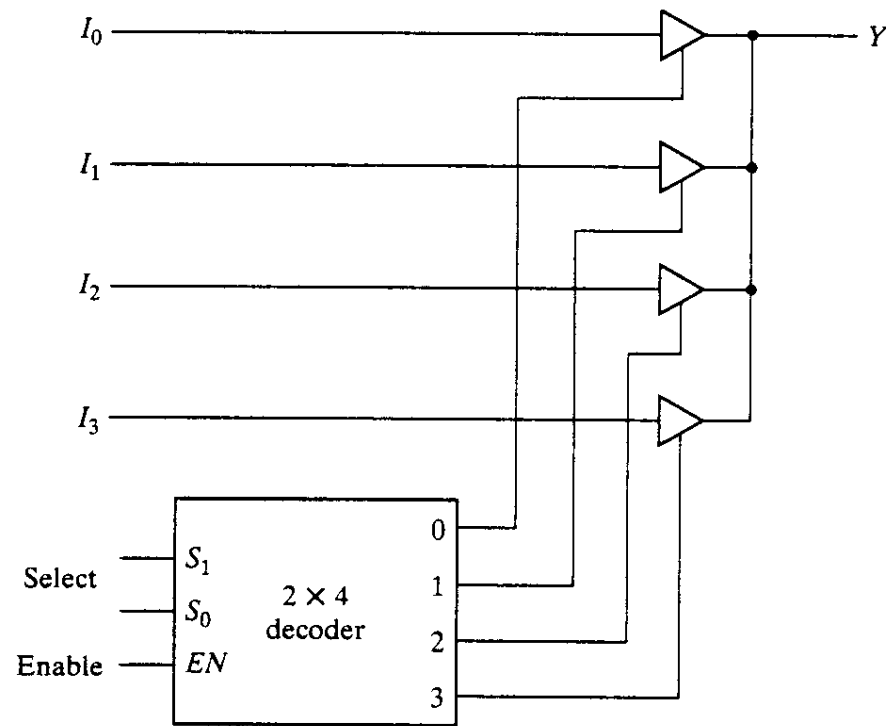 I₀
Y
I₁
I₂
I₃
0
S₁
Select
1
2 × 4
decoder
S₀
2
Enable
EN
3